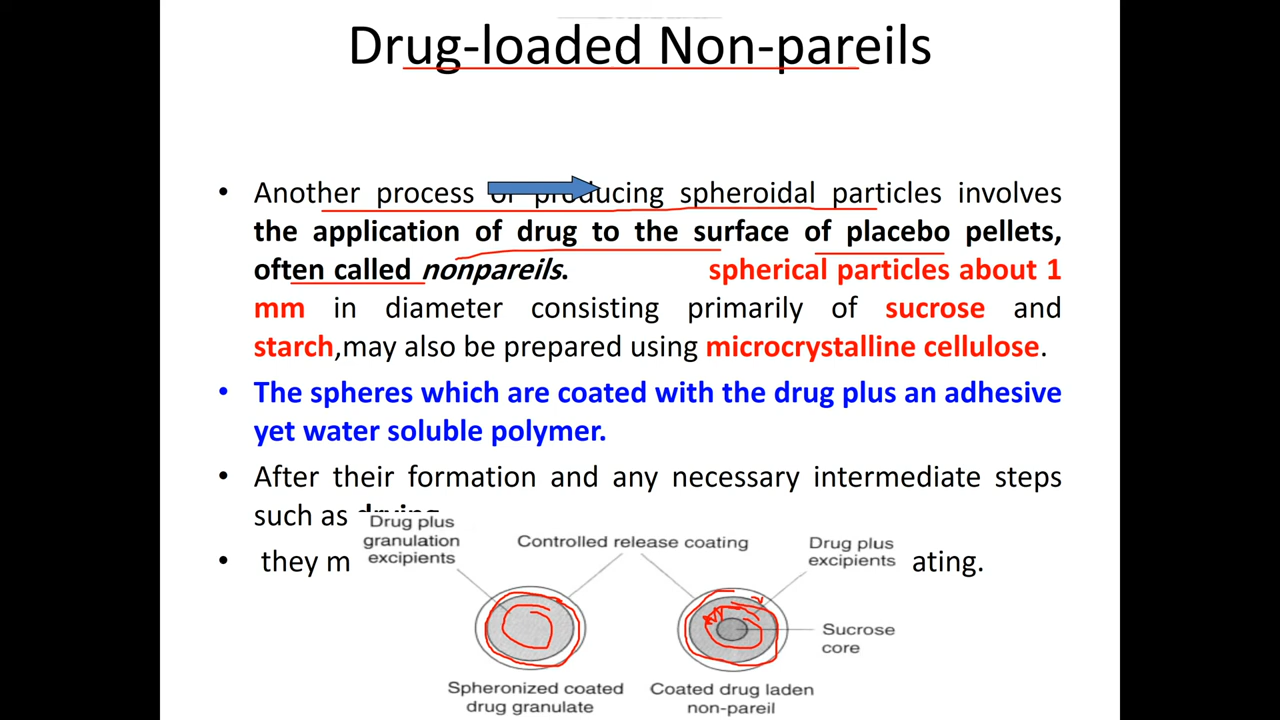 Drug-loaded Non-pareils
• Another process of producing spheroidal particles involves
the application of drug to the surface of placebo pellets,
often called nonpareils. spherical particles about 1
mm in diameter consisting primarily of sucrose and
starch,may also be prepared using microcrystalline cellulose.
• The spheres which are coated with the drug plus an adhesive
yet water soluble polymer.
• After their formation and any necessary intermediate steps
such as drying
• they m ating.
Drug plus
granulation
excipients
Controlled release coating
Drug plus
excipients
Sucrose
core
Spheronized coated
drug granulate
Coated drug laden
non-pareil